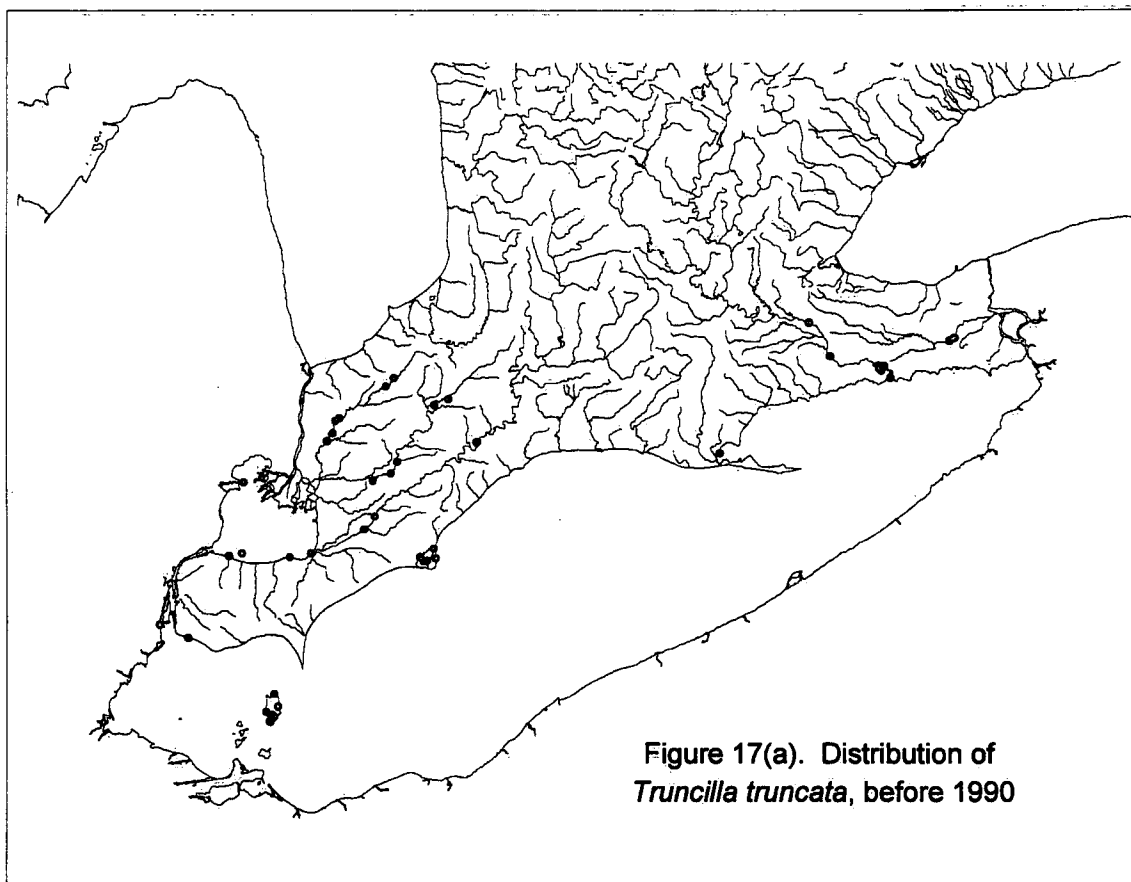 Figure 17(a). Distribution of
Truncilla truncata, before 1990